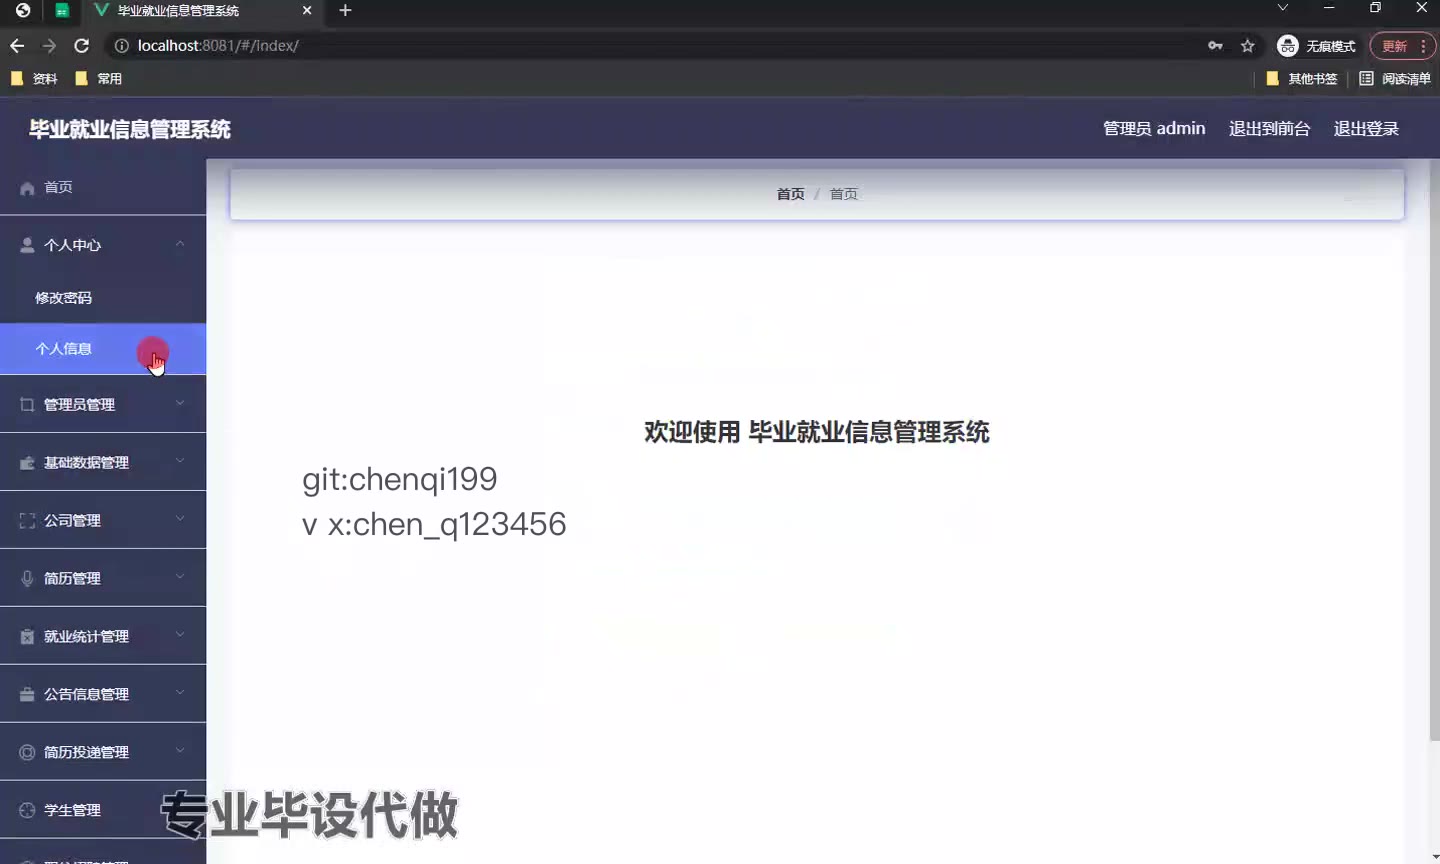 毕业就业信息管理系统
localhost:8081/#/index/
无痕模式
更新
资料
常用
其他书签
阅读清单
毕业就业信息管理系统
管理员 admin
退出到前台
退出登录
首页
首页 / 首页
个人中心
修改密码
个人信息
管理员管理
基础数据管理
公司管理
简历管理
就业统计管理
公告信息管理
简历投递管理
学生管理
欢迎使用 毕业就业信息管理系统
git:chenqi199
v x:chen_q123456
专业毕设代做